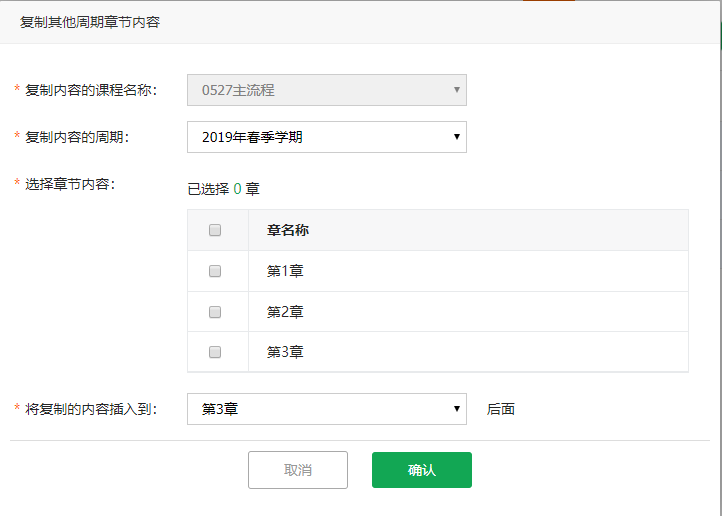 复制其他周期章节内容
* 复制内容的课程名称: 0527主流程
* 复制内容的周期: 2019年春季学期
* 选择章节内容: 已选择 0 章
章名称
第1章
第2章
第3章
* 将复制的内容插入到: 第3章 后面
取消 确认